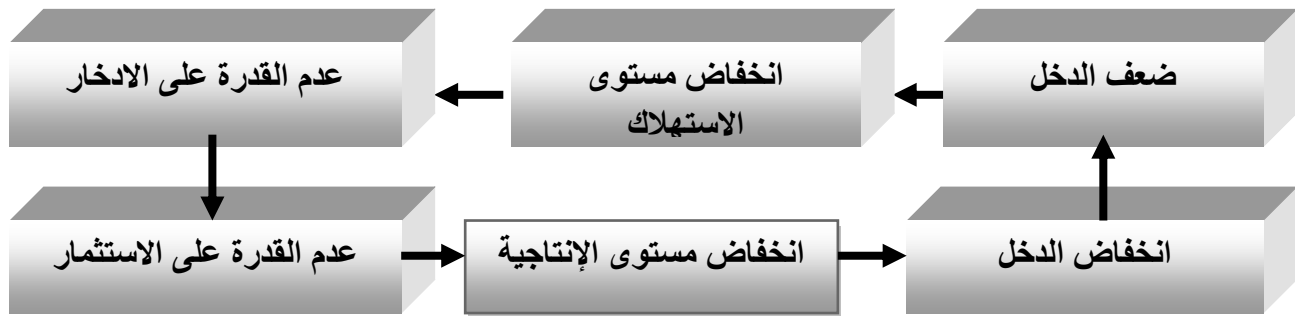 ضعف الدخل
انخفاض مستوى
الاستهلاك
عدم القدرة على الادخار
عدم القدرة على الاستثمار
انخفاض مستوى الإنتاجية
انخفاض الدخل